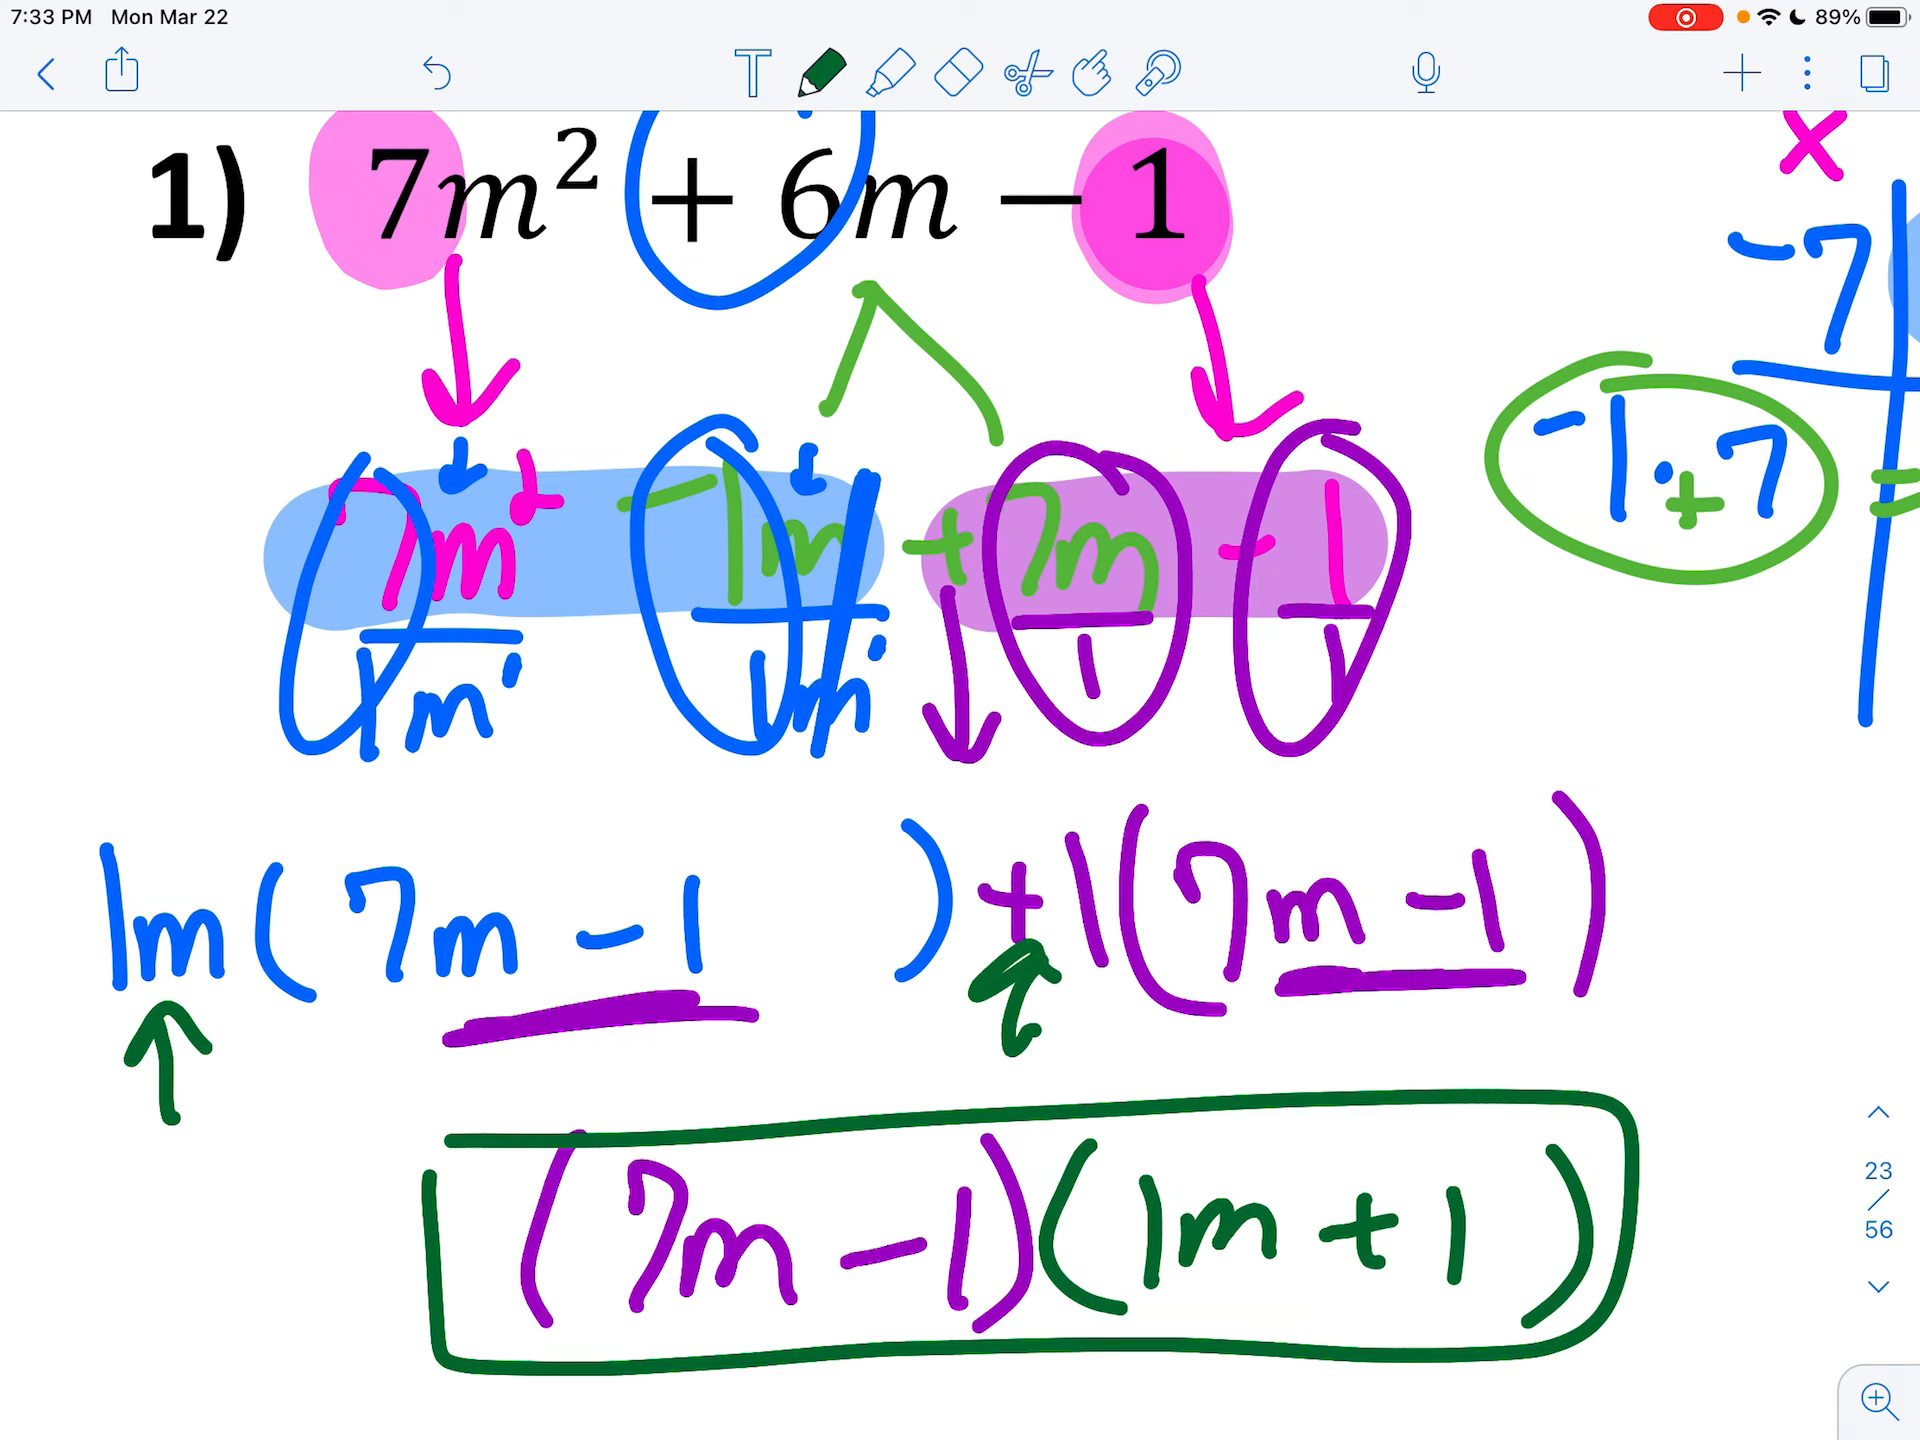 7:33 PM Mon Mar 22 89%
T
1) 7m² + 6m − 1
×
-7
-1 · + 7 =
7m² - 1m + 7m - 1
1m 1m 1 1
1m ( 7m - 1 ) + 1 ( 7m - 1 )
(7m - 1)(1m + 1)
23
/
56